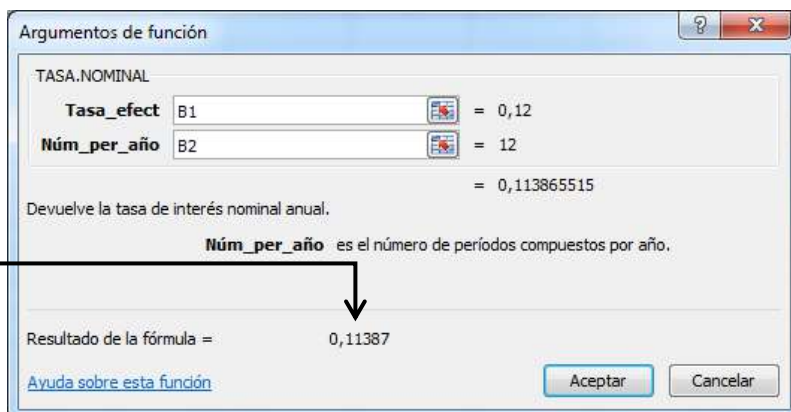 Argumentos de función
TASA.NOMINAL
Tasa_efect B1 = 0,12
Núm_per_año B2 = 12
= 0,113865515
Devuelve la tasa de interés nominal anual.
Núm_per_año es el número de períodos compuestos por año.
Resultado de la fórmula = 0,11387
Ayuda sobre esta función Aceptar Cancelar